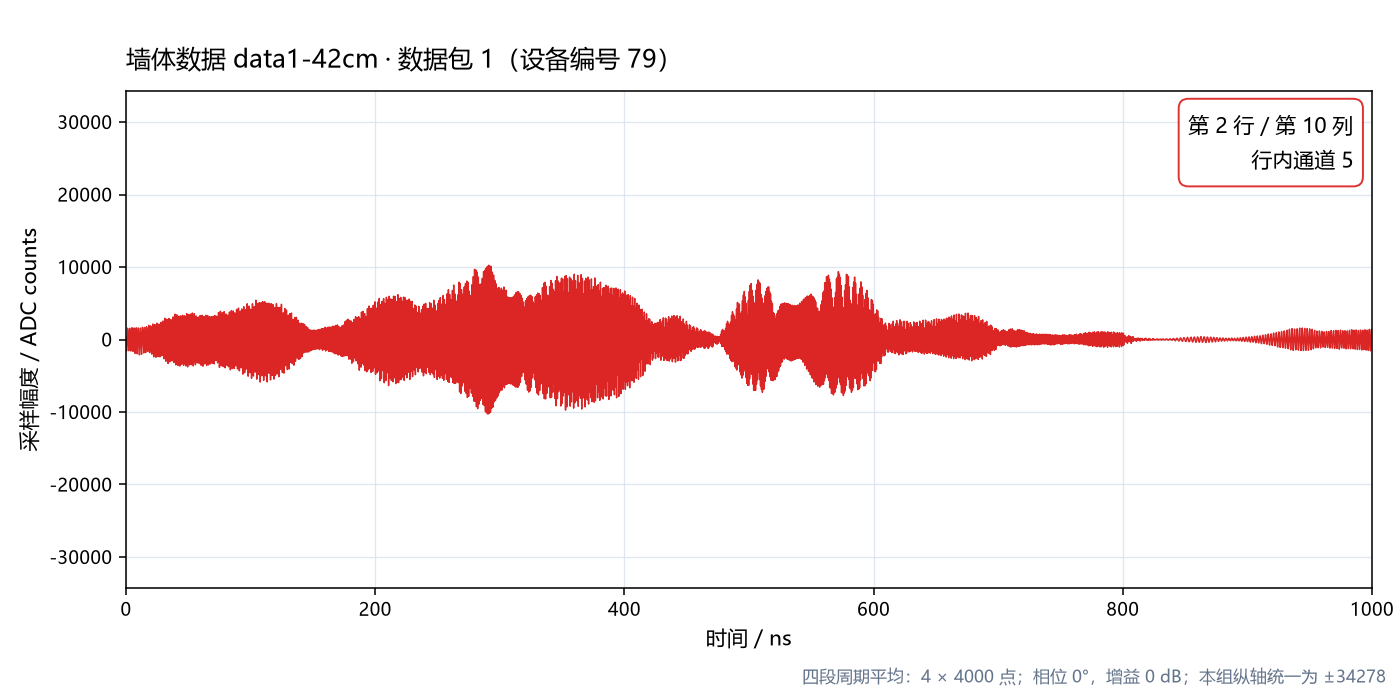 墙体数据 data1-42cm · 数据包 1（设备编号 79）
第 2 行 / 第 10 列
行内通道 5
30000
20000
10000
0
-10000
-20000
-30000
采样幅度 / ADC counts
0 200 400 600 800 1000
时间 / ns
四段周期平均：4 × 4000 点；相位 0°，增益 0 dB；本组纵轴统一为 ±34278